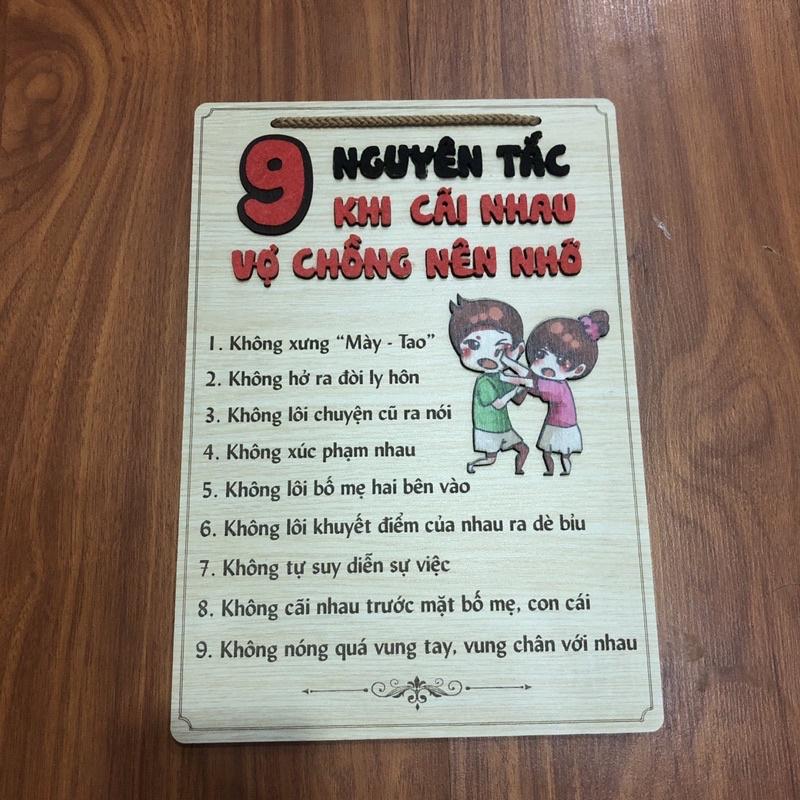 9 NGUYÊN TẮC
KHI CÃI NHAU
VỢ CHỒNG NÊN NHỚ
1. Không xưng “Mày - Tao”
2. Không hở ra đòi ly hôn
3. Không lôi chuyện cũ ra nói
4. Không xúc phạm nhau
5. Không lôi bố mẹ hai bên vào
6. Không lôi khuyết điểm của nhau ra dè bỉu
7. Không tự suy diễn sự việc
8. Không cãi nhau trước mặt bố mẹ, con cái
9. Không nóng quá vung tay, vung chân với nhau